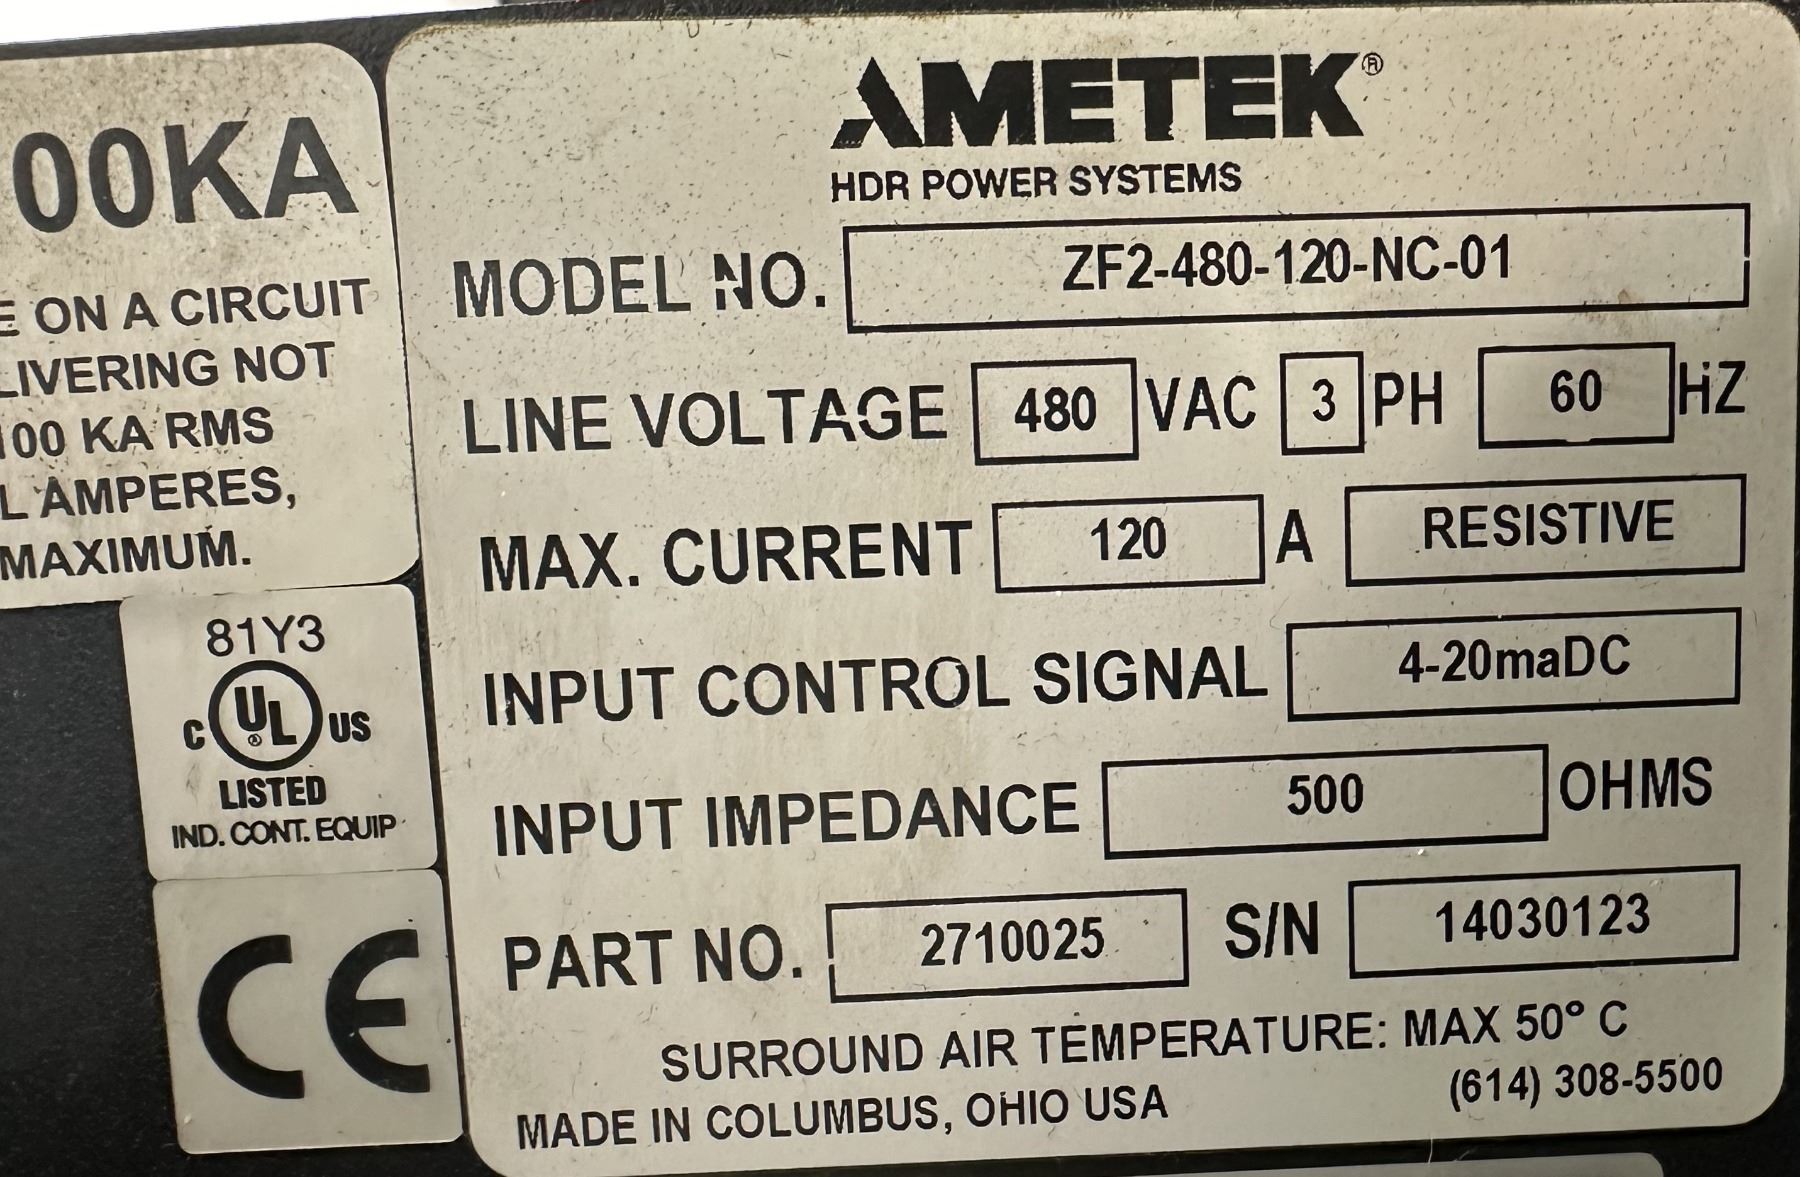 00KA
ON A CIRCUIT
NOT
100 KA RMS
AMPERES,
MAXIMUM.
81Y3
C UL® US
LISTED
IND. CONT. EQUIP
CE
AMETEK®
HDR POWER SYSTEMS
MODEL NO. ZF2-480-120-NC-01
LINE VOLTAGE 480 VAC 3 PH 60 HZ
MAX. CURRENT 120 A RESISTIVE
INPUT CONTROL SIGNAL 4-20maDC
INPUT IMPEDANCE 500 OHMS
PART NO. 2710025 S/N 14030123
SURROUND AIR TEMPERATURE: MAX 50° C
MADE IN COLUMBUS, OHIO USA (614) 308-5500